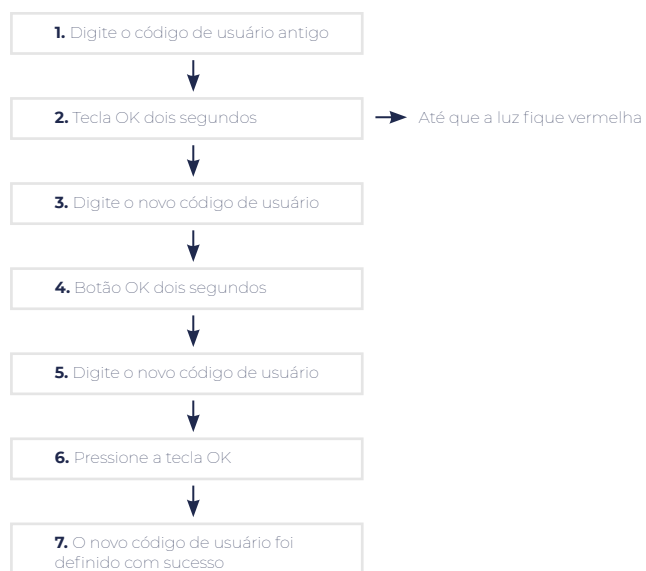 1. Digite o código de usuário antigo
2. Tecla OK dois segundos
Até que a luz fique vermelha
3. Digite o novo código de usuário
4. Botão OK dois segundos
5. Digite o novo código de usuário
6. Pressione a tecla OK
7. O novo código de usuário foi
definido com sucesso